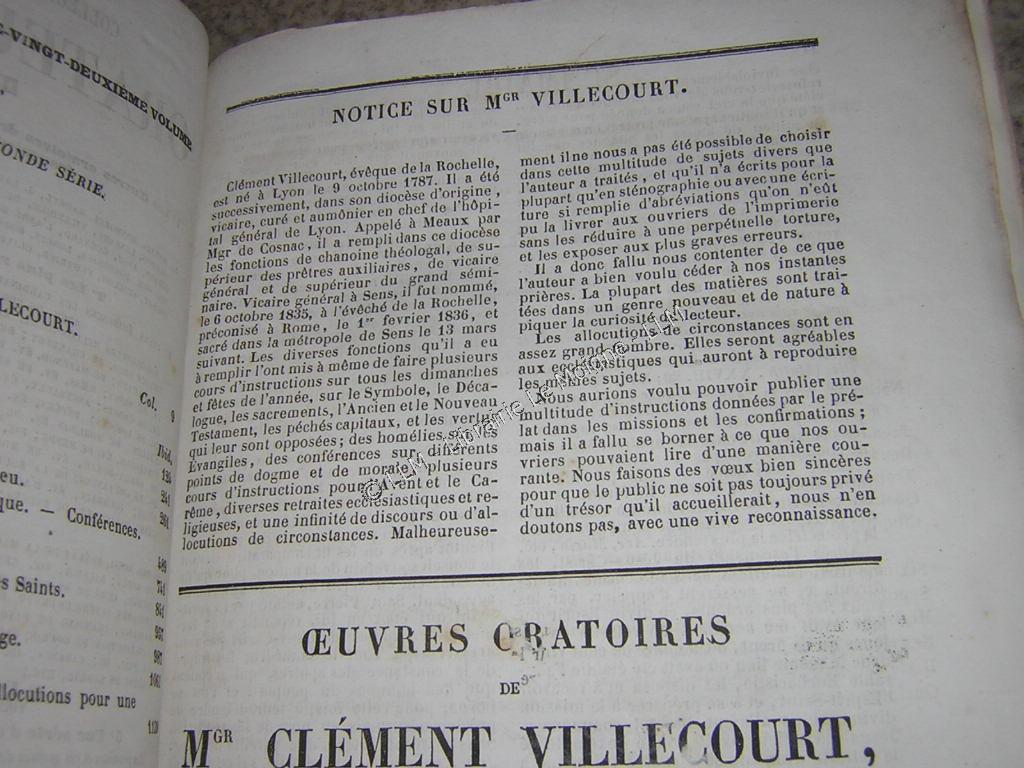 E-VINGT-DEUXIÈME VOLUME
ONDE SÉRIE.
LLECOURT.
Col.
9
Ibid,
eu.
que. — Conférences.
489
s Saints.
741
841
ge.
llocutions pour une
NOTICE SUR MGR VILLECOURT.
Clément Villecourt, évêque de la Rochelle,
est né à Lyon le 9 octobre 1787. Il a été
successivement, dans son diocèse d'origine,
vicaire, curé et aumônier en chef de l'hôpi-
tal général de Lyon. Appelé à Meaux par
Mgr de Cosnac, il a rempli dans ce diocèse
les fonctions de chanoine théologal, de su-
périeur des prêtres auxiliaires, de vicaire
général et de supérieur du grand sémi-
naire. Vicaire général à Sens, il fut nommé,
le 6 octobre 1835, à l'évêché de la Rochelle,
préconisé à Rome, le 1er février 1836, et
sacré dans la métropole de Sens le 13 mars
suivant. Les diverses fonctions qu'il a eu
à remplir l'ont mis à même de faire plusieurs
cours d'instructions sur tous les dimanches
et fêtes de l'année, sur le Symbole, le Déca-
logue, les sacrements, l'Ancien et le Nouveau
Testament, les péchés capitaux, et les vertus
qui leur sont opposées; des homélies sur les
Évangiles, des conférences sur différents
points de dogme et de morale, plusieurs
cours d'instructions pour l'Avent et le Ca-
rême, diverses retraites ecclésiastiques et re-
ligieuses, et une infinité de discours ou d'al-
locutions de circonstances. Malheureuse-
ment il ne nous a pas été possible de choisir
dans cette multitude de sujets divers que
l'auteur a traités, et qu'il n'a écrits pour la
plupart qu'en sténographie ou avec une écri-
ture si remplie d'abréviations qu'on n'eût
pu la livrer aux ouvriers de l'imprimerie
sans les réduire à une perpétuelle torture,
et les exposer aux plus graves erreurs.
Il a donc fallu nous contenter de ce que
l'auteur a bien voulu céder à nos instantes
prières. La plupart des matières sont trai-
tées dans un genre nouveau et de nature à
piquer la curiosité du lecteur.
Les allocutions de circonstances sont en
assez grand nombre. Elles seront agréables
aux ecclésiastiques qui auront à reproduire
les mêmes sujets.
Nous aurions voulu pouvoir publier une
multitude d'instructions données par le pré-
lat dans les missions et les confirmations;
mais il a fallu se borner à ce que nos ou-
vriers pouvaient lire d'une manière cou-
rante. Nous faisons des vœux bien sincères
pour que le public ne soit pas toujours privé
d'un trésor qu'il accueillerait, nous n'en
doutons pas, avec une vive reconnaissance.
ŒUVRES ORATOIRES
DE
MGR CLÉMENT VILLECOURT,